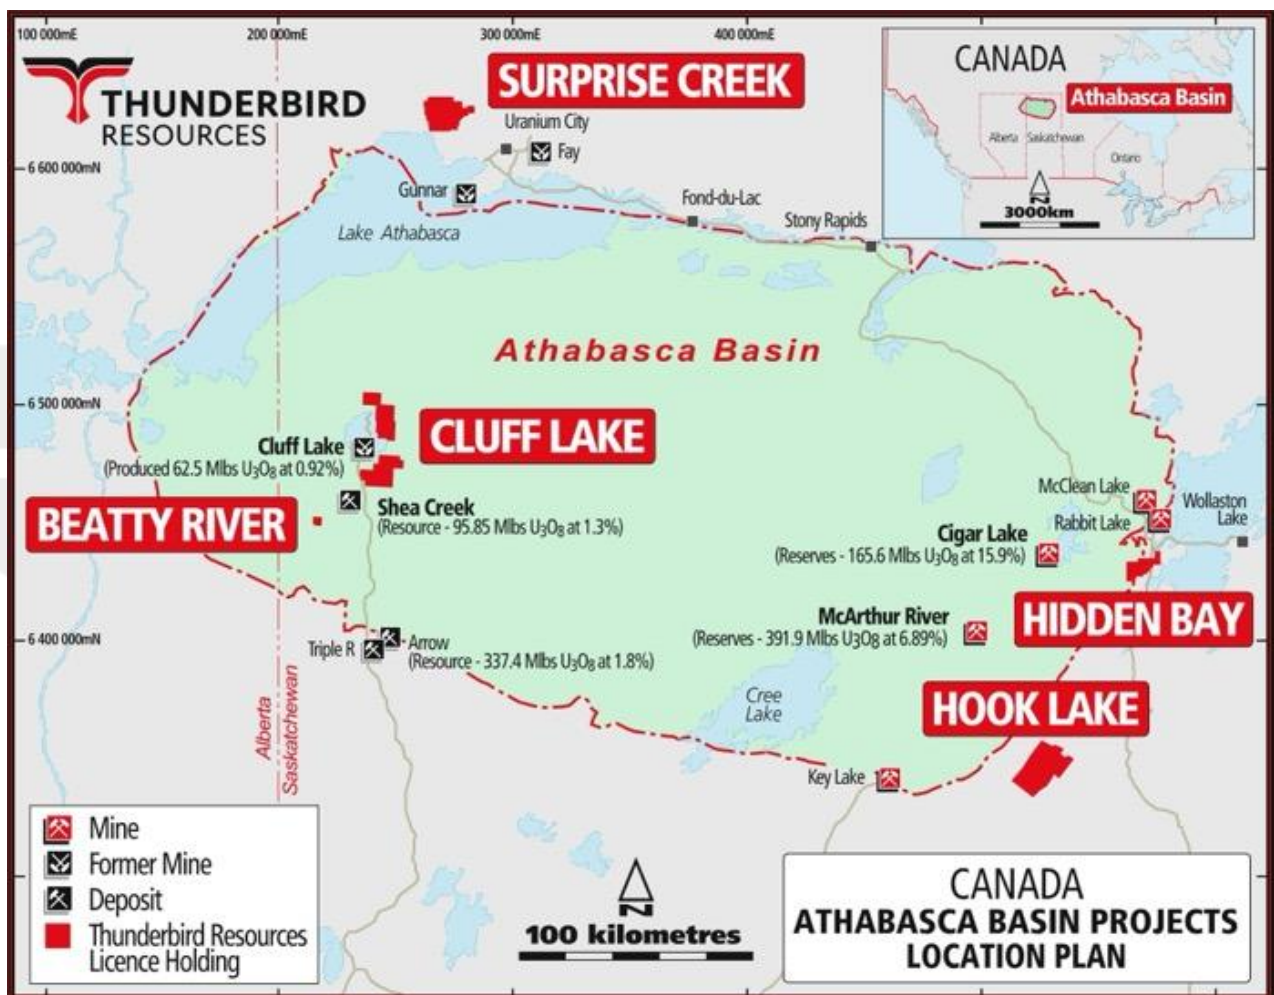 100 000mE
200 000mE
300 000mE
400 000mE
THUNDERBIRD
RESOURCES
SURPRISE CREEK
CANADA
Athabasca Basin
Alberta
Saskatchewan
Ontario
N
3000km
Uranium City
Fay
6 600 000mN
Gunnar
Fond-du-Lac
Stony Rapids
Lake Athabasca
Athabasca Basin
6 500 000mN
CLUFF LAKE
Cluff Lake
(Produced 62.5 Mlbs U3O8 at 0.92%)
BEATTY RIVER
Shea Creek
(Resource - 95.85 Mlbs U3O8 at 1.3%)
McClean Lake
Rabbit Lake
Wollaston
Lake
Cigar Lake
(Reserves - 165.6 Mlbs U3O8 at 15.9%)
HIDDEN BAY
McArthur River
(Reserves - 391.9 Mlbs U3O8 at 6.89%)
6 400 000mN
Triple R
Arrow
(Resource - 337.4 Mlbs U3O8 at 1.8%)
Cree
Lake
HOOK LAKE
Alberta
Saskatchewan
Key Lake
Mine
Former Mine
Deposit
Thunderbird Resources
Licence Holding
N
100 kilometres
CANADA
ATHABASCA BASIN PROJECTS
LOCATION PLAN